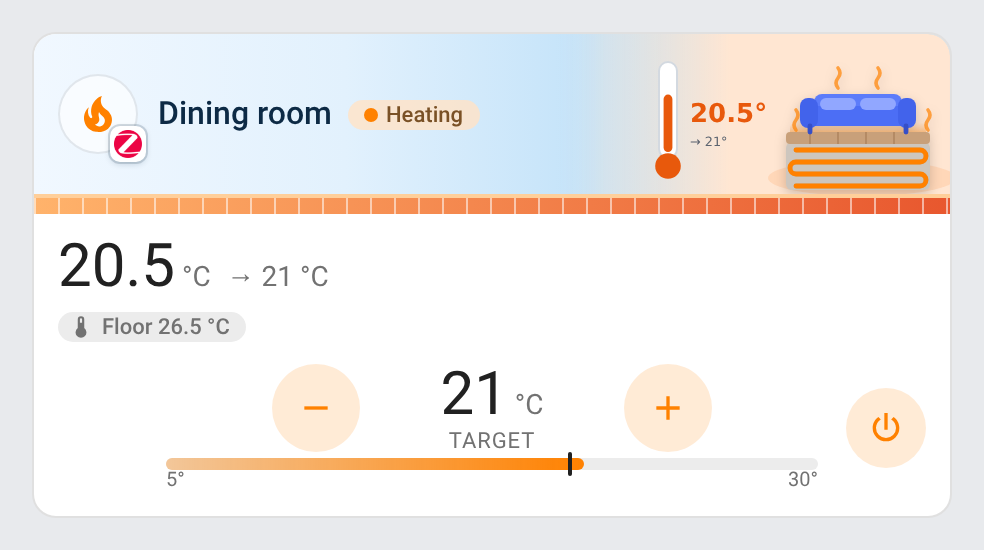 Dining room
Heating
20.5°
→ 21°
20.5 °C → 21 °C
Floor 26.5 °C
21 °C
TARGET
5°
30°